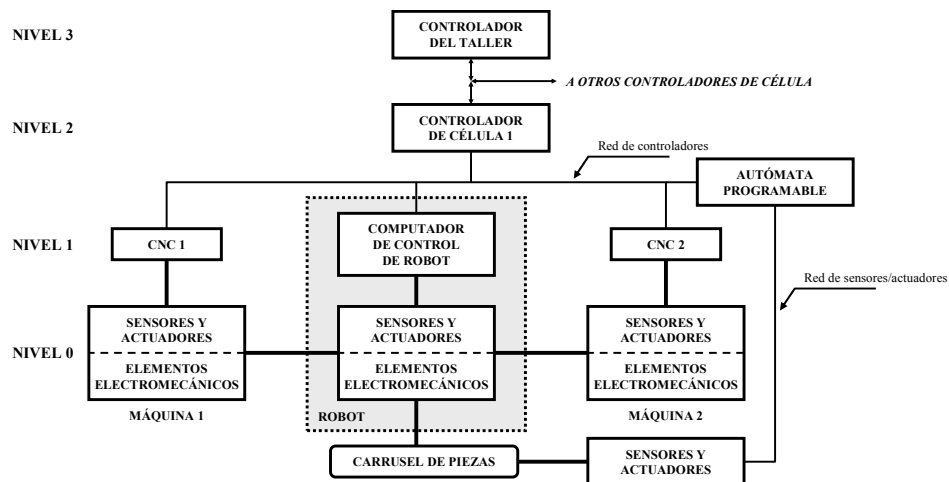 NIVEL 3
CONTROLADOR
DEL TALLER
A OTROS CONTROLADORES DE CÉLULA
NIVEL 2
CONTROLADOR
DE CÉLULA 1
Red de controladores
AUTÓMATA
PROGRAMABLE
NIVEL 1
CNC 1
COMPUTADOR
DE CONTROL
DE ROBOT
CNC 2
Red de sensores/actuadores
NIVEL 0
SENSORES Y
ACTUADORES
ELEMENTOS
ELECTROMECÁNICOS
SENSORES Y
ACTUADORES
ELEMENTOS
ELECTROMECÁNICOS
SENSORES Y
ACTUADORES
ELEMENTOS
ELECTROMECÁNICOS
MÁQUINA 1
ROBOT
MÁQUINA 2
CARRUSEL DE PIEZAS
SENSORES Y
ACTUADORES